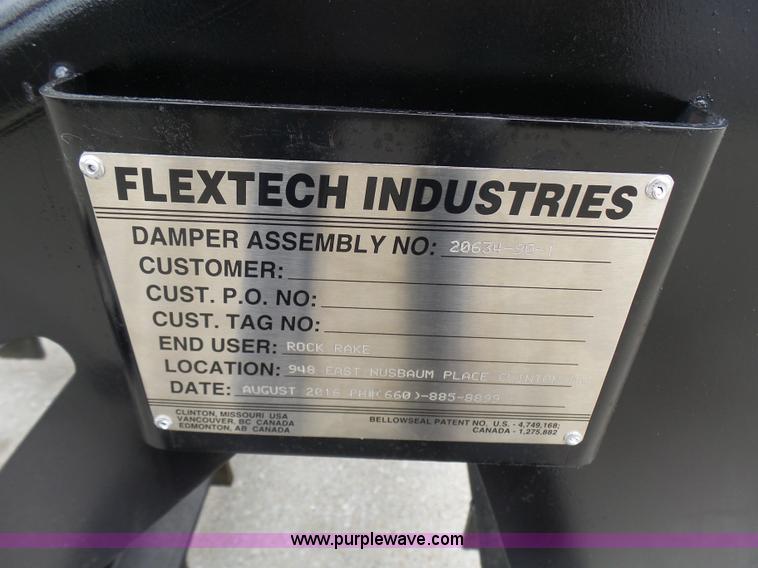 FLEXTECH INDUSTRIES
DAMPER ASSEMBLY NO: 20634-90-1
CUSTOMER:
CUST. P.O. NO:
CUST. TAG NO:
END USER: ROCK RAKE
LOCATION: 948 EAST NUSBAUM PLACE CLINTON
DATE: AUGUST 2016 PH#(660)-885-8899
CLINTON, MISSOURI USA
VANCOUVER, BC CANADA
EDMONTON, AB CANADA
BELLOWSEAL PATENT NO. U.S. - 4,749,168;
CANADA - 1,275,882
www.purplewave.com